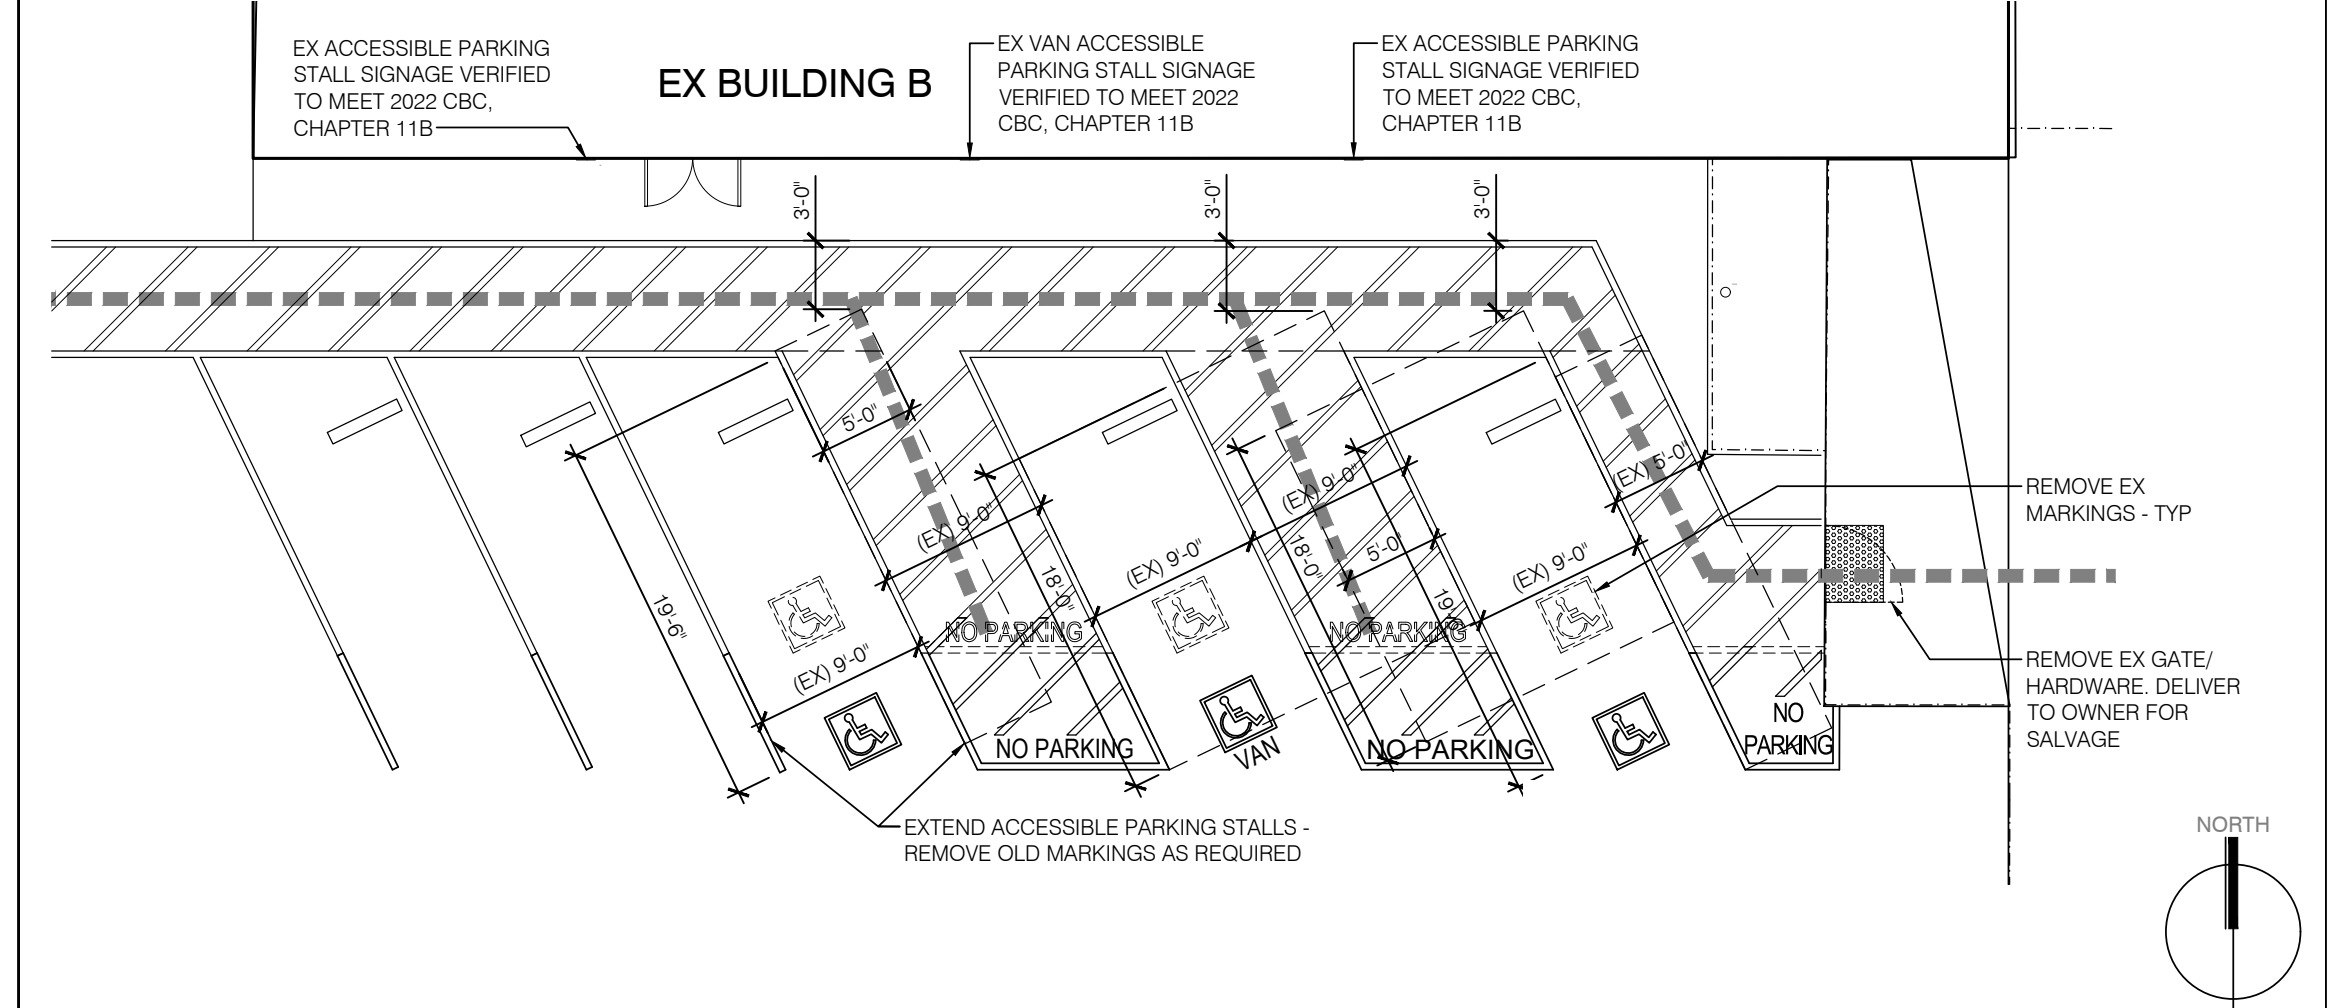 EX ACCESSIBLE PARKING
STALL SIGNAGE VERIFIED
TO MEET 2022 CBC,
CHAPTER 11B
EX BUILDING B
EX VAN ACCESSIBLE
PARKING STALL SIGNAGE
VERIFIED TO MEET 2022
CBC, CHAPTER 11B
EX ACCESSIBLE PARKING
STALL SIGNAGE VERIFIED
TO MEET 2022 CBC,
CHAPTER 11B
3'-0"
3'-0"
3'-0"
5'-0"
(EX) 9'-0"
(EX) 9'-0"
(EX) 5'-0"
18'-0"
(EX) 9'-0"
18'-0"
5'-0"
(EX) 9'-0"
19'-6"
19'-6"
(EX) 9'-0"
NO PARKING
NO PARKING
REMOVE EX
MARKINGS - TYP
REMOVE EX GATE/
HARDWARE. DELIVER
TO OWNER FOR
SALVAGE
NO PARKING
VAN
NO PARKING
NO
PARKING
EXTEND ACCESSIBLE PARKING STALLS -
REMOVE OLD MARKINGS AS REQUIRED
NORTH